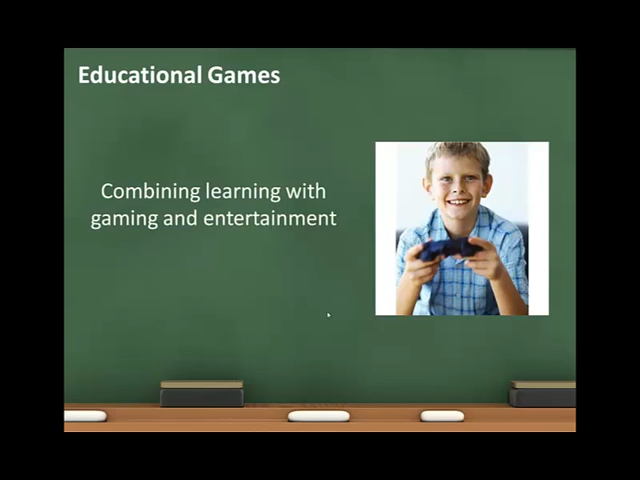 Educational Games
Combining learning with
gaming and entertainment